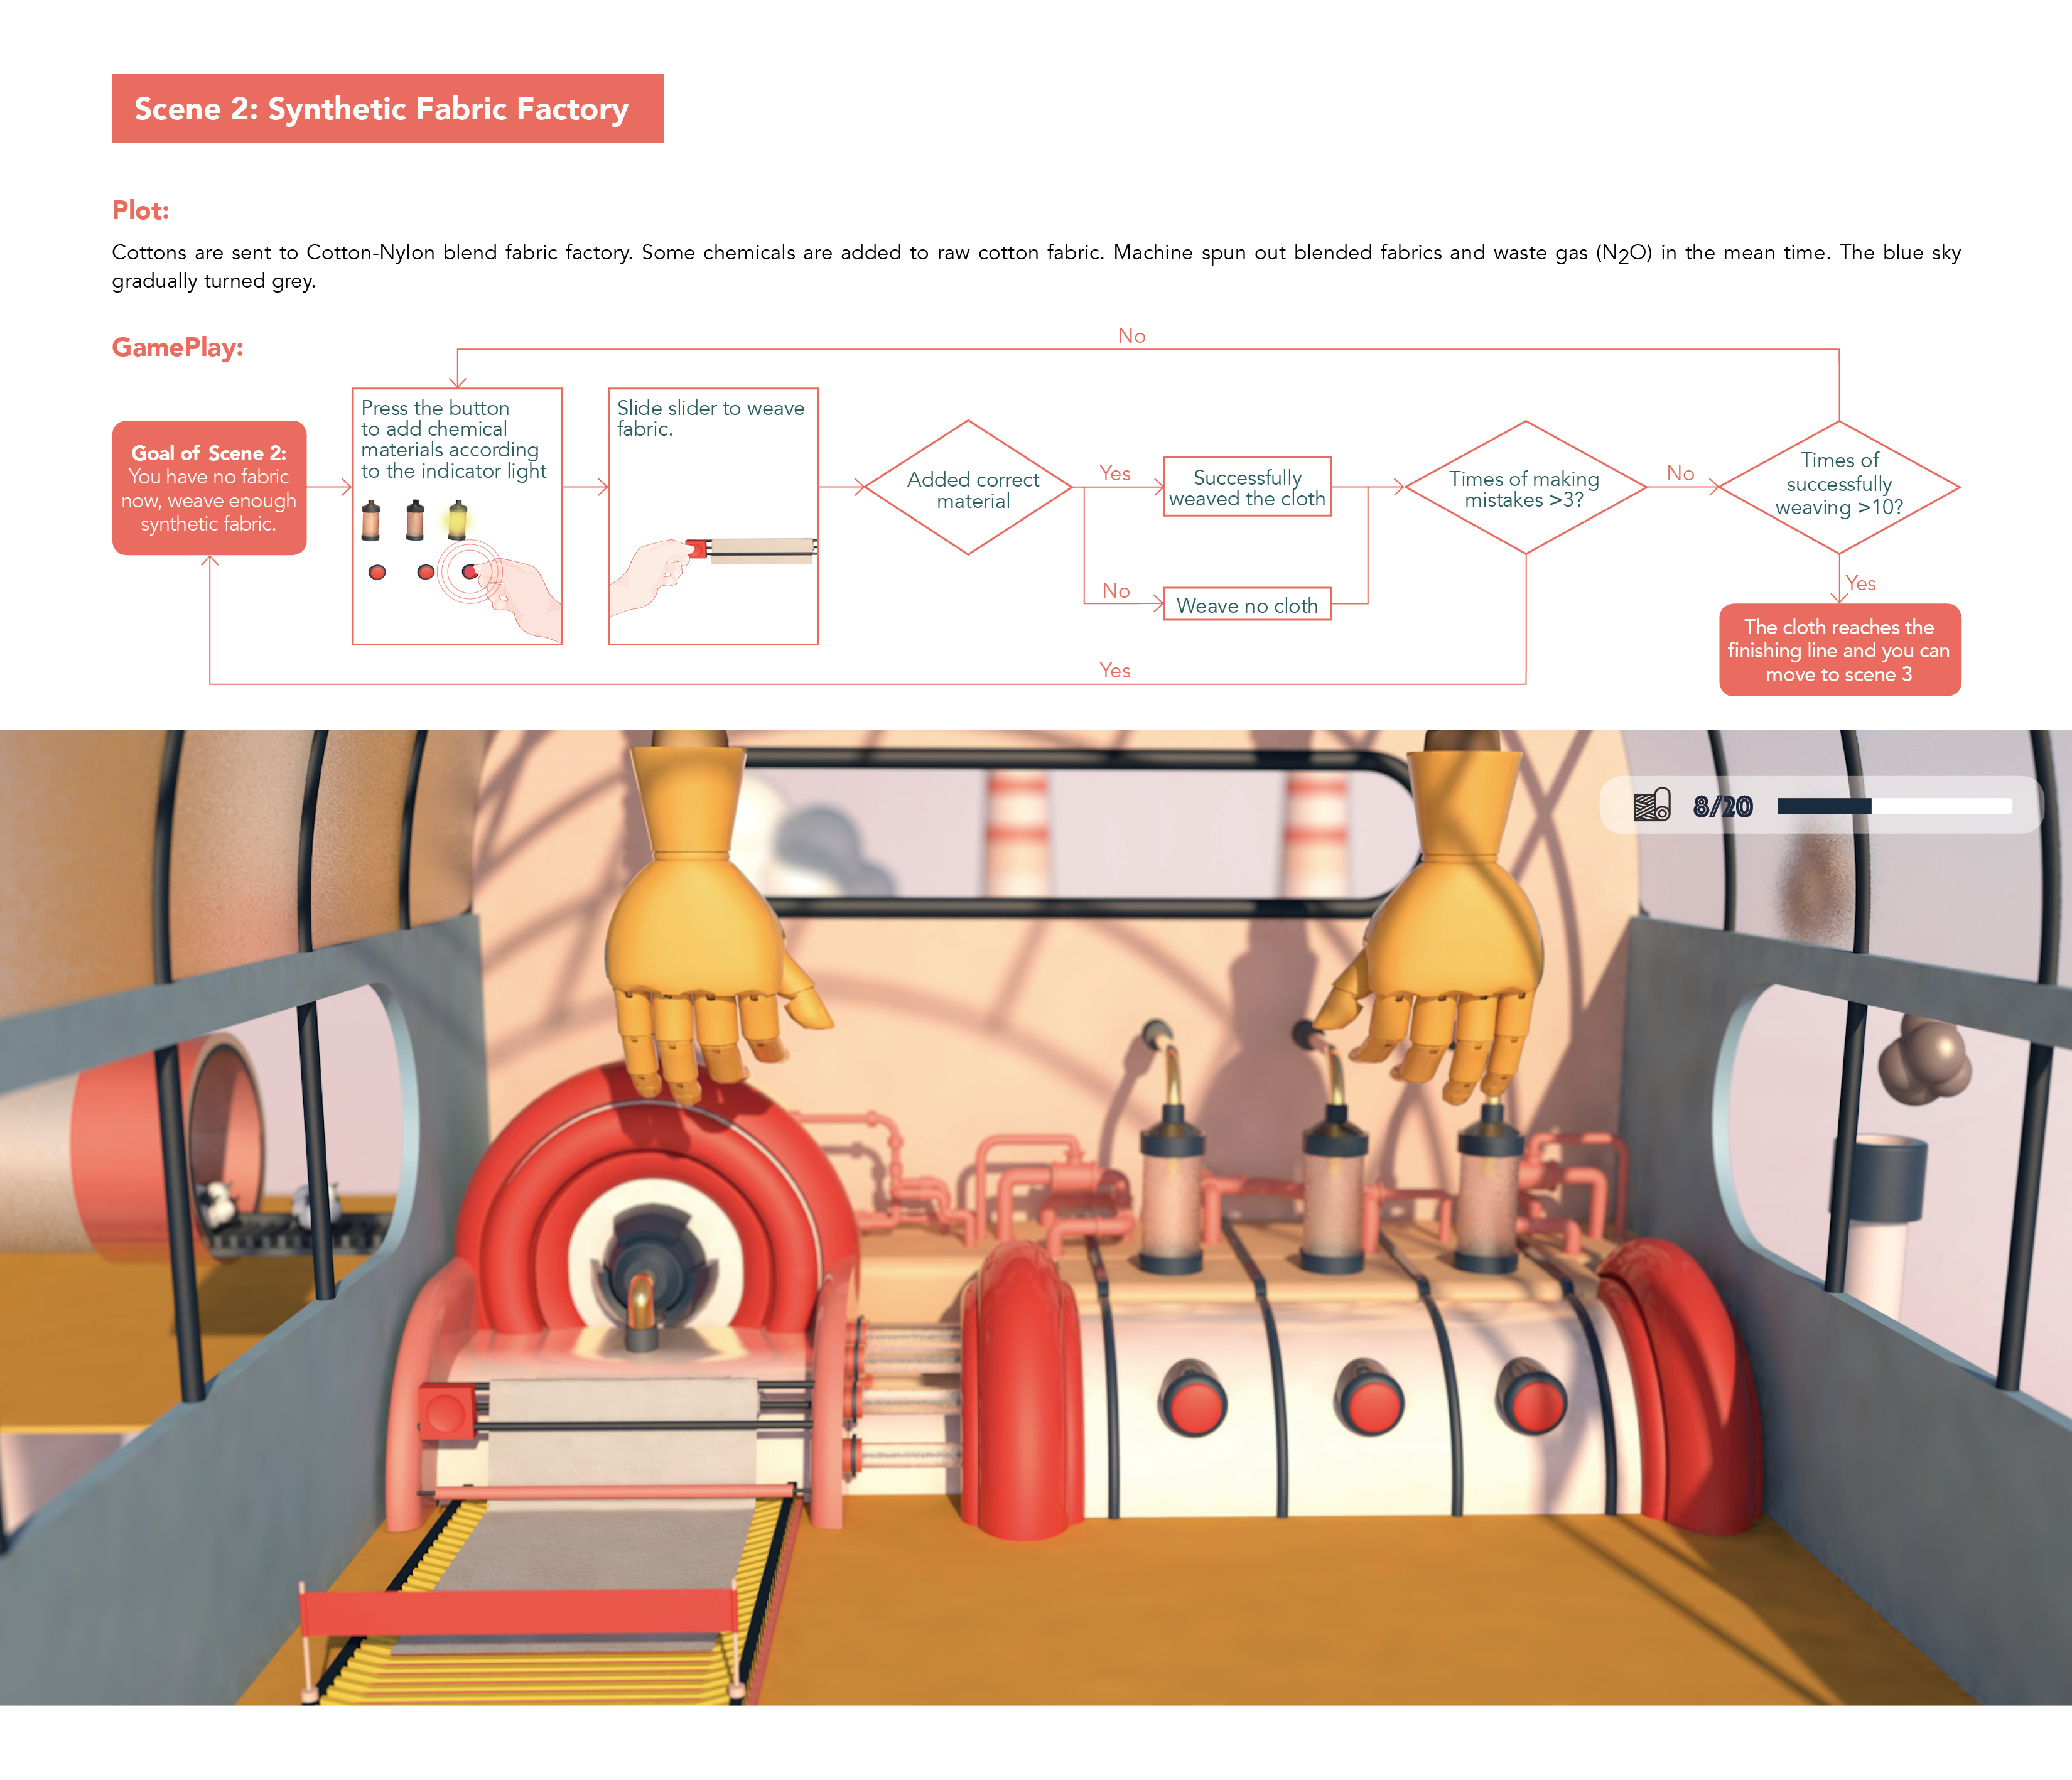 Scene 2: Synthetic Fabric Factory
Plot:
Cottons are sent to Cotton-Nylon blend fabric factory. Some chemicals are added to raw cotton fabric. Machine spun out blended fabrics and waste gas (N2O) in the mean time. The blue sky
gradually turned grey.
GamePlay:
No
Goal of Scene 2:
You have no fabric
now, weave enough
synthetic fabric.
Press the button
to add chemical
materials according
to the indicator light
Slide slider to weave
fabric.
Added correct
material
Yes
Successfully
weaved the cloth
No
Weave no cloth
Times of making
mistakes >3?
No
Times of
successfully
weaving >10?
Yes
Yes
The cloth reaches the
finishing line and you can
move to scene 3
8/20